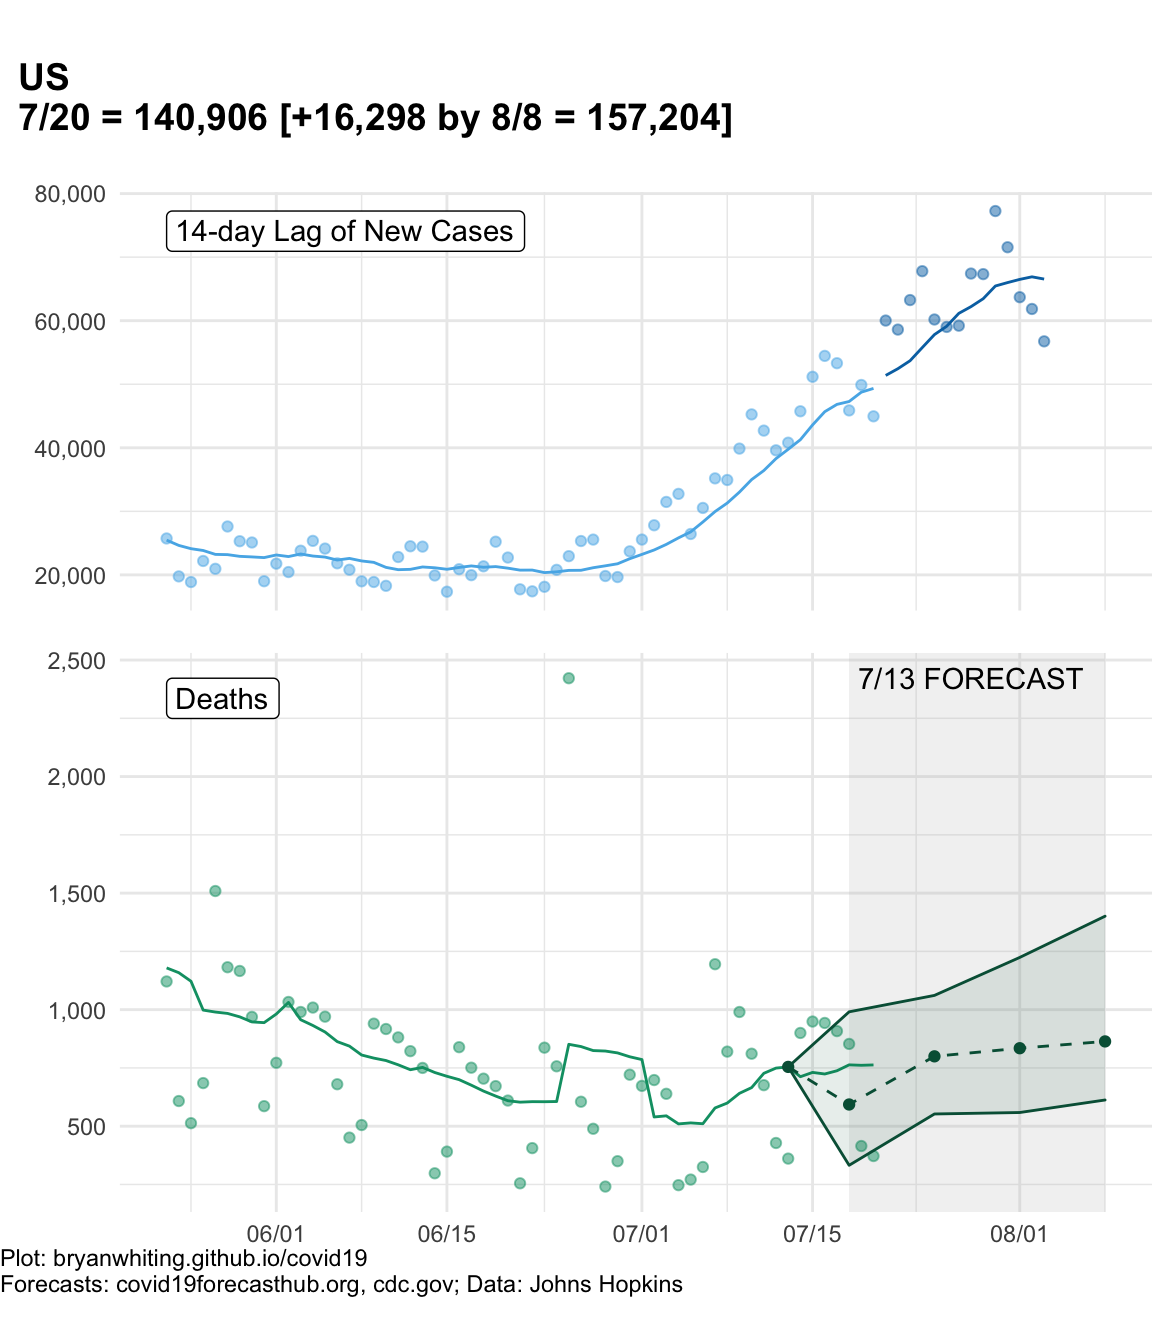 US
7/20 = 140,906 [+16,298 by 8/8 = 157,204]
80,000
14-day Lag of New Cases
60,000
40,000
20,000
2,500
7/13 FORECAST
Deaths
2,000
1,500
1,000
500
06/01 06/15 07/01 07/15 08/01
Plot: bryanwhiting.github.io/covid19
Forecasts: covid19forecasthub.org, cdc.gov; Data: Johns Hopkins